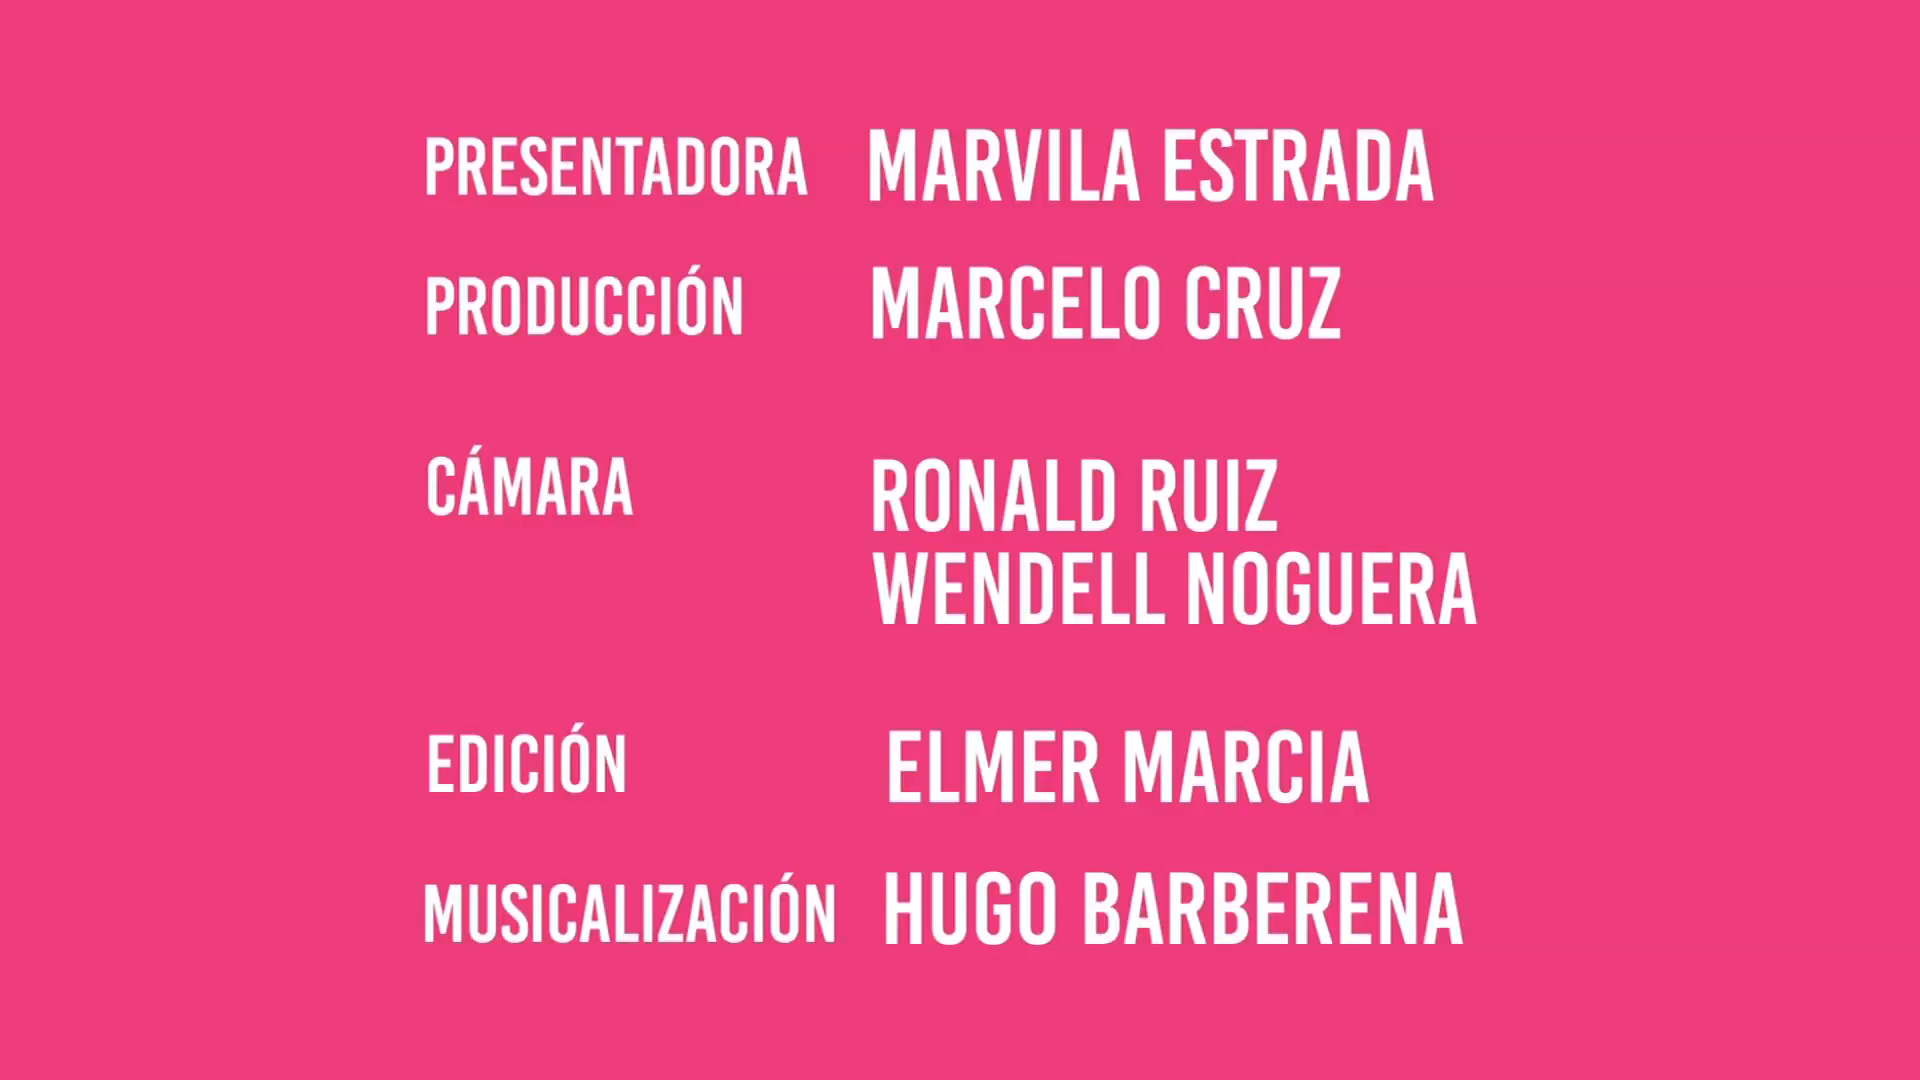 PRESENTADORA MARVILA ESTRADA
PRODUCCIÓN MARCELO CRUZ
CÁMARA RONALD RUIZ
WENDELL NOGUERA
EDICIÓN ELMER MARCIA
MUSICALIZACIÓN HUGO BARBERENA